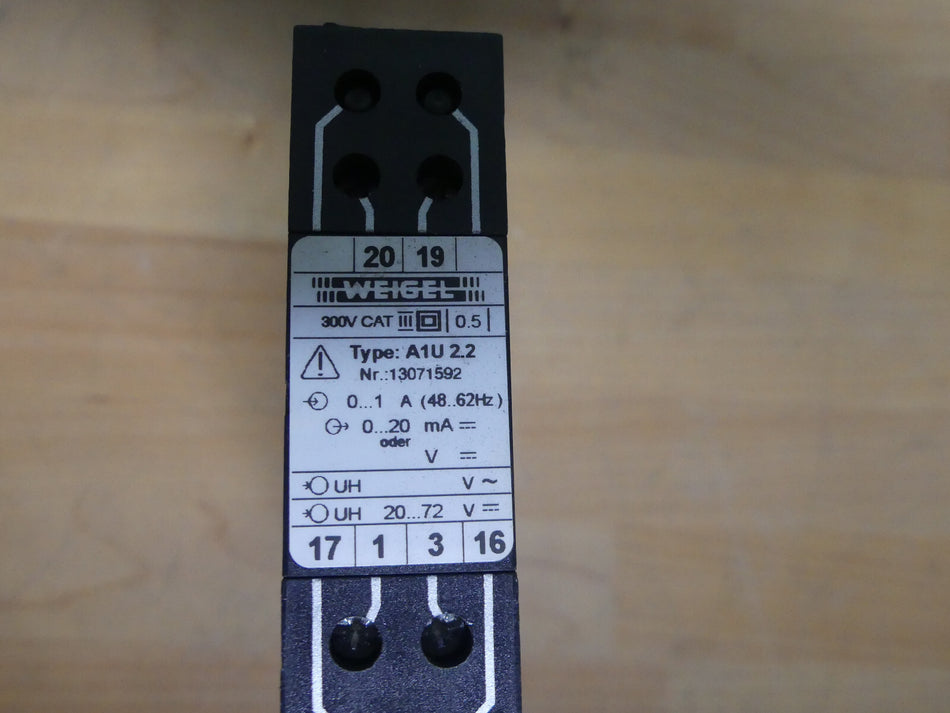 20 19
WEIGEL
300V CAT III 0.5
Type: A1U 2.2
Nr.:13071592
0...1 A (48..62Hz)
0...20 mA
oder
V
UH V ~
UH 20...72 V
17 1 3 16